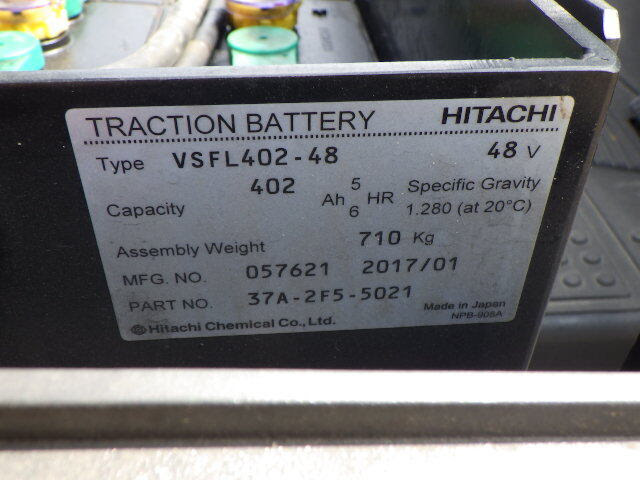 TRACTION BATTERY HITACHI
Type VSFL402-48 48 V
Capacity 402 Ah 5 6 HR Specific Gravity 1.280 (at 20°C)
Assembly Weight 710 Kg
MFG. NO. 057621 2017/01
PART NO. 37A-2F5-5021 Made in Japan
Hitachi Chemical Co., Ltd. NPB-908A